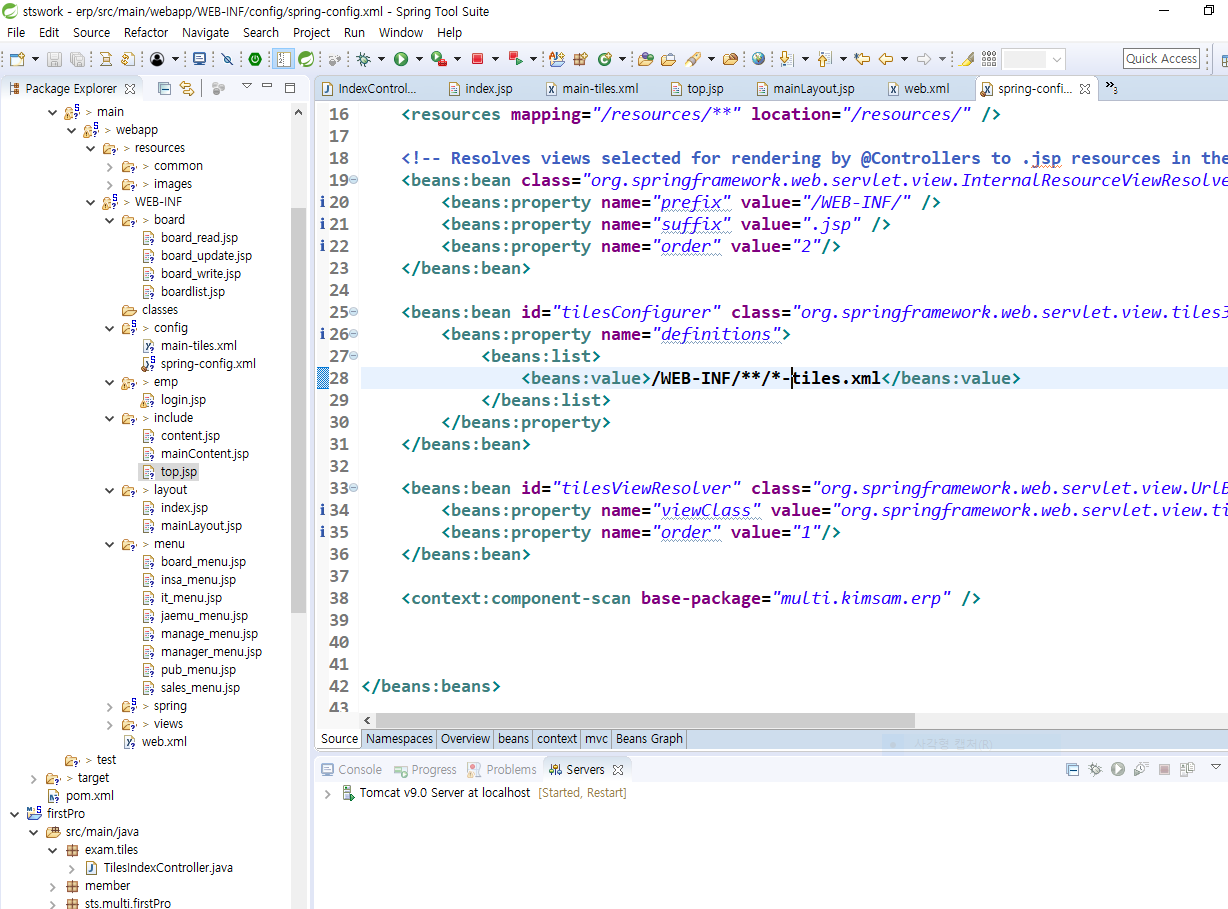 stswork - erp/src/main/webapp/WEB-INF/config/spring-config.xml - Spring Tool Suite
File Edit Source Refactor Navigate Search Project Run Window Help
Quick Access
Package Explorer
> main
> webapp
> resources
> common
> images
> WEB-INF
> board
board_read.jsp
board_update.jsp
board_write.jsp
boardlist.jsp
classes
> config
main-tiles.xml
spring-config.xml
> emp
login.jsp
> include
content.jsp
mainContent.jsp
top.jsp
> layout
index.jsp
mainLayout.jsp
> menu
board_menu.jsp
insa_menu.jsp
it_menu.jsp
jaemu_menu.jsp
manage_menu.jsp
manager_menu.jsp
pub_menu.jsp
sales_menu.jsp
> spring
> views
web.xml
> test
> target
pom.xml
firstPro
src/main/java
exam.tiles
TilesIndexController.java
member
sts.multi.firstPro
IndexControl... index.jsp main-tiles.xml top.jsp mainLayout.jsp web.xml spring-confi... »3
16 <resources mapping="/resources/**" location="/resources/" />
17
18 <!-- Resolves views selected for rendering by @Controllers to .jsp resources in the
19 <beans:bean class="org.springframework.web.servlet.view.InternalResourceViewResolve
20 <beans:property name="prefix" value="/WEB-INF/" />
21 <beans:property name="suffix" value=".jsp" />
22 <beans:property name="order" value="2"/>
23 </beans:bean>
24
25 <beans:bean id="tilesConfigurer" class="org.springframework.web.servlet.view.tiles3
26 <beans:property name="definitions">
27 <beans:list>
28 <beans:value>/WEB-INF/**/*-tiles.xml</beans:value>
29 </beans:list>
30 </beans:property>
31 </beans:bean>
32
33 <beans:bean id="tilesViewResolver" class="org.springframework.web.servlet.view.UrlB
34 <beans:property name="viewClass" value="org.springframework.web.servlet.view.ti
35 <beans:property name="order" value="1"/>
36 </beans:bean>
37
38 <context:component-scan base-package="multi.kimsam.erp" />
39
40
41
42 </beans:beans>
43
Source Namespaces Overview beans context mvc Beans Graph
사각형 캡처(R)
Console Progress Problems Servers
Tomcat v9.0 Server at localhost [Started, Restart]